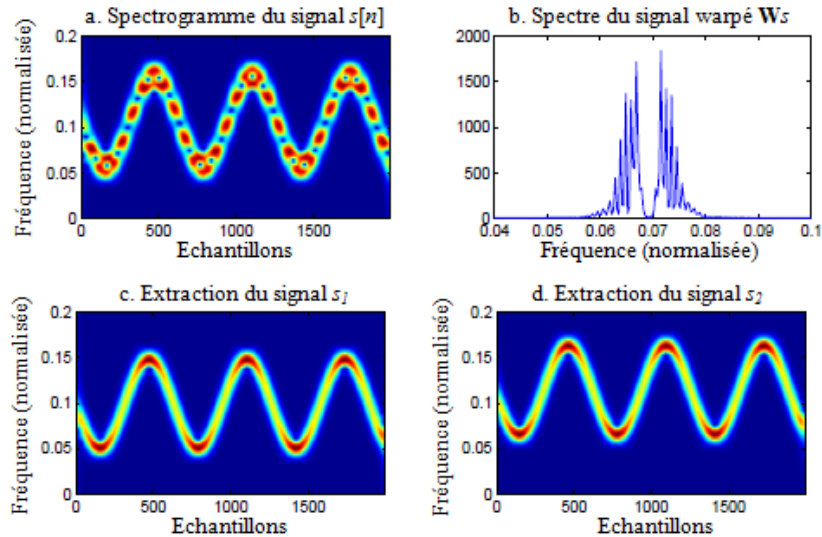 a. Spectrogramme du signal s[n]
Fréquence (normalisée)
0.2
0.15
0.1
0.05
0
0 500 1000 1500
Echantillons
b. Spectre du signal warpé Ws
2000
1500
1000
500
0
0.04 0.05 0.06 0.07 0.08 0.09 0.1
Fréquence (normalisée)
c. Extraction du signal s1
Fréquence (normalisée)
0.2
0.15
0.1
0.05
0
500 1000 1500
Echantillons
d. Extraction du signal s2
Fréquence (normalisée)
0.2
0.15
0.1
0.05
0
500 1000 1500
Echantillons